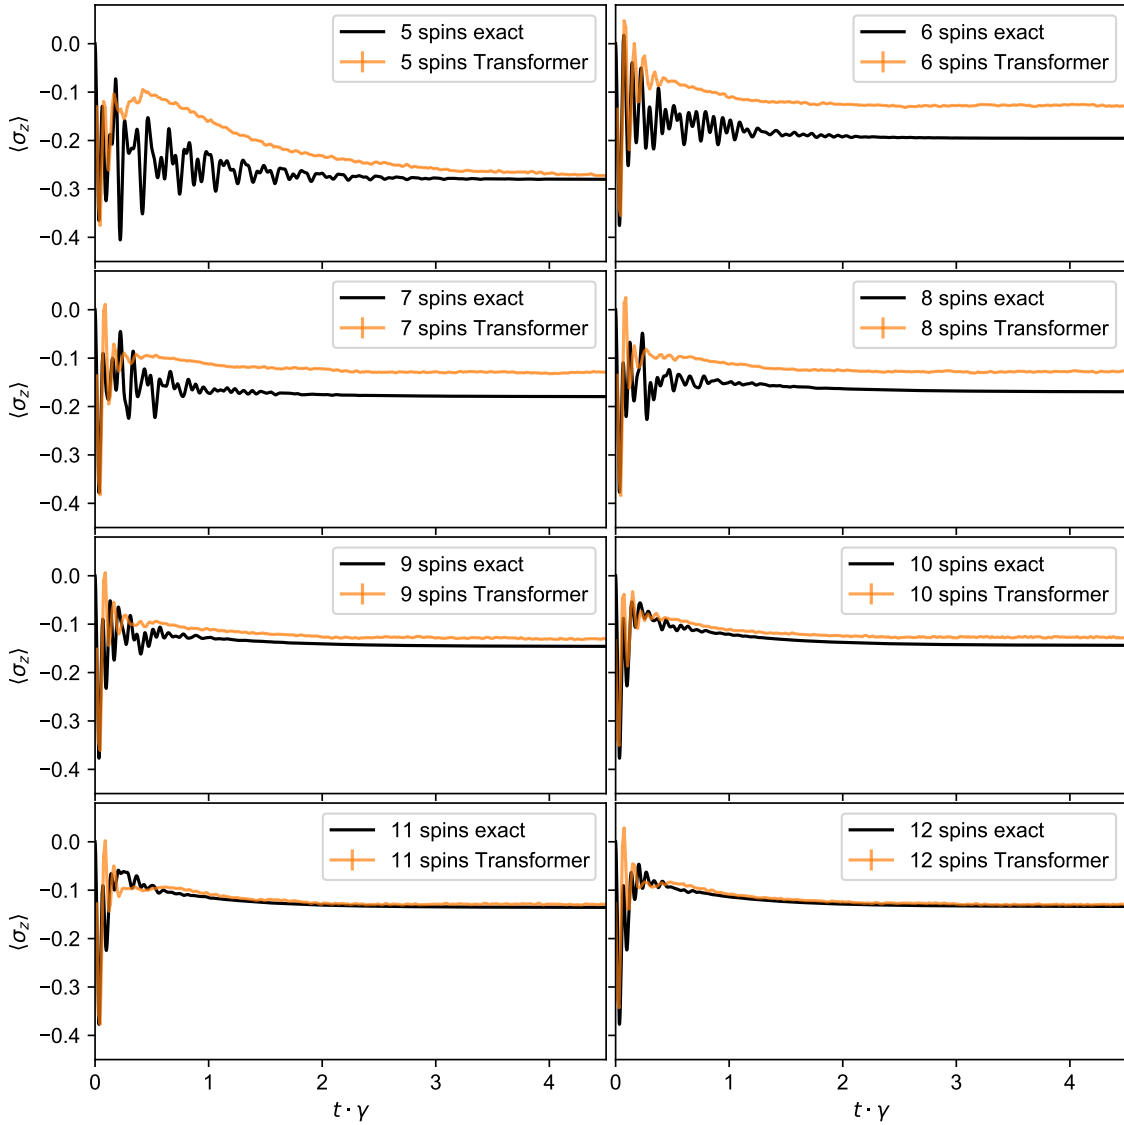 5 spins exact
5 spins Transformer
6 spins exact
6 spins Transformer
0.0
−0.1
−0.2
−0.3
−0.4
⟨σz⟩
7 spins exact
7 spins Transformer
8 spins exact
8 spins Transformer
0.0
−0.1
−0.2
−0.3
−0.4
⟨σz⟩
9 spins exact
9 spins Transformer
10 spins exact
10 spins Transformer
0.0
−0.1
−0.2
−0.3
−0.4
⟨σz⟩
11 spins exact
11 spins Transformer
12 spins exact
12 spins Transformer
0.0
−0.1
−0.2
−0.3
−0.4
⟨σz⟩
0 1 2 3 4
t · γ
0 1 2 3 4
t · γ